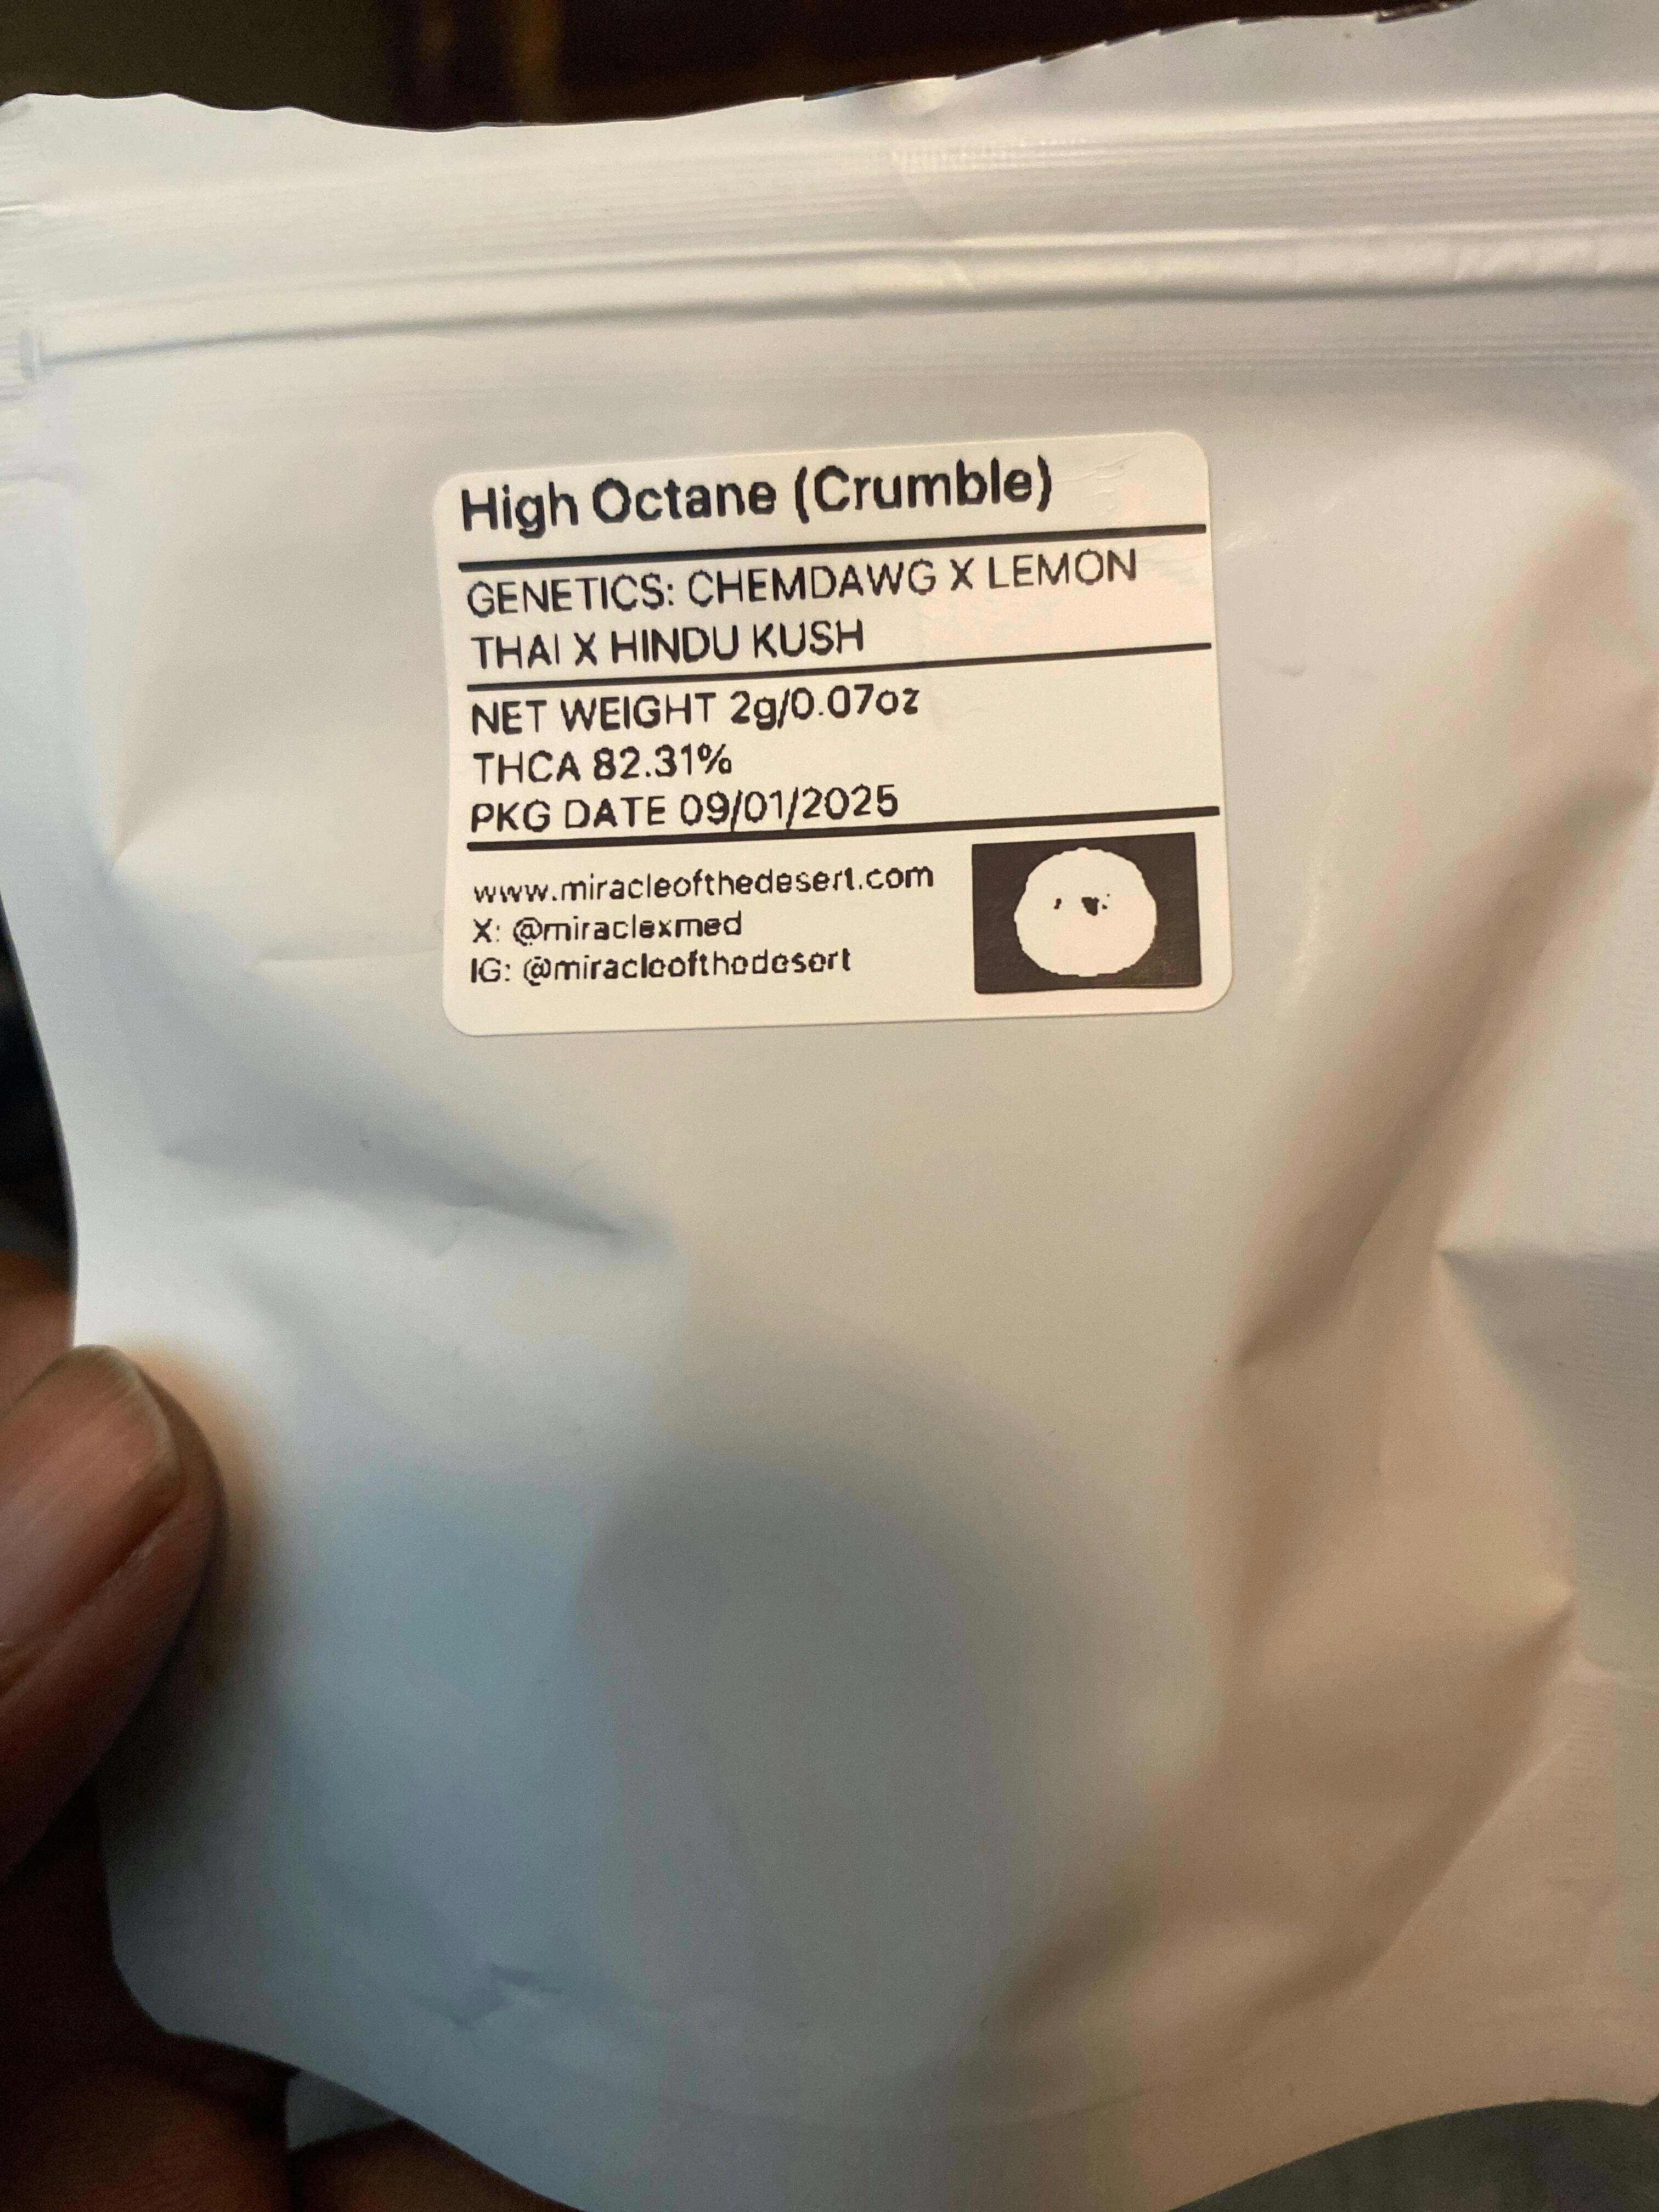 High Octane (Crumble)
GENETICS: CHEMDAWG X LEMON
THAI X HINDU KUSH
NET WEIGHT 2g/0.07oz
THCA 82.31%
PKG DATE 09/01/2025
www.miracleofthedesert.com
X: @miraclexmed
IG: @miracleofthedesert